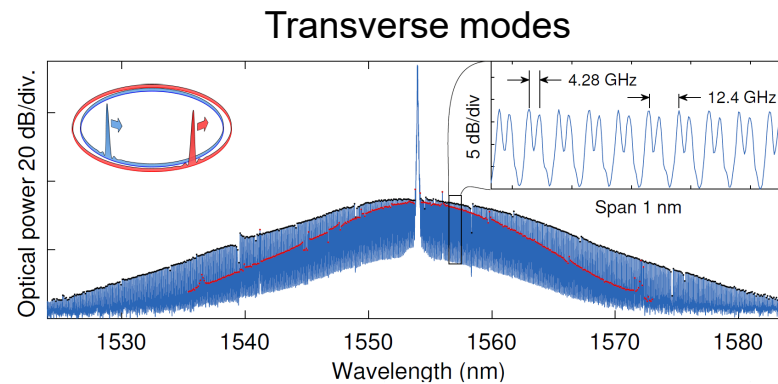 Transverse modes
Optical power 20 dB/div.
4.28 GHz
12.4 GHz
5 dB/div
Span 1 nm
1530 1540 1550 1560 1570 1580
Wavelength (nm)